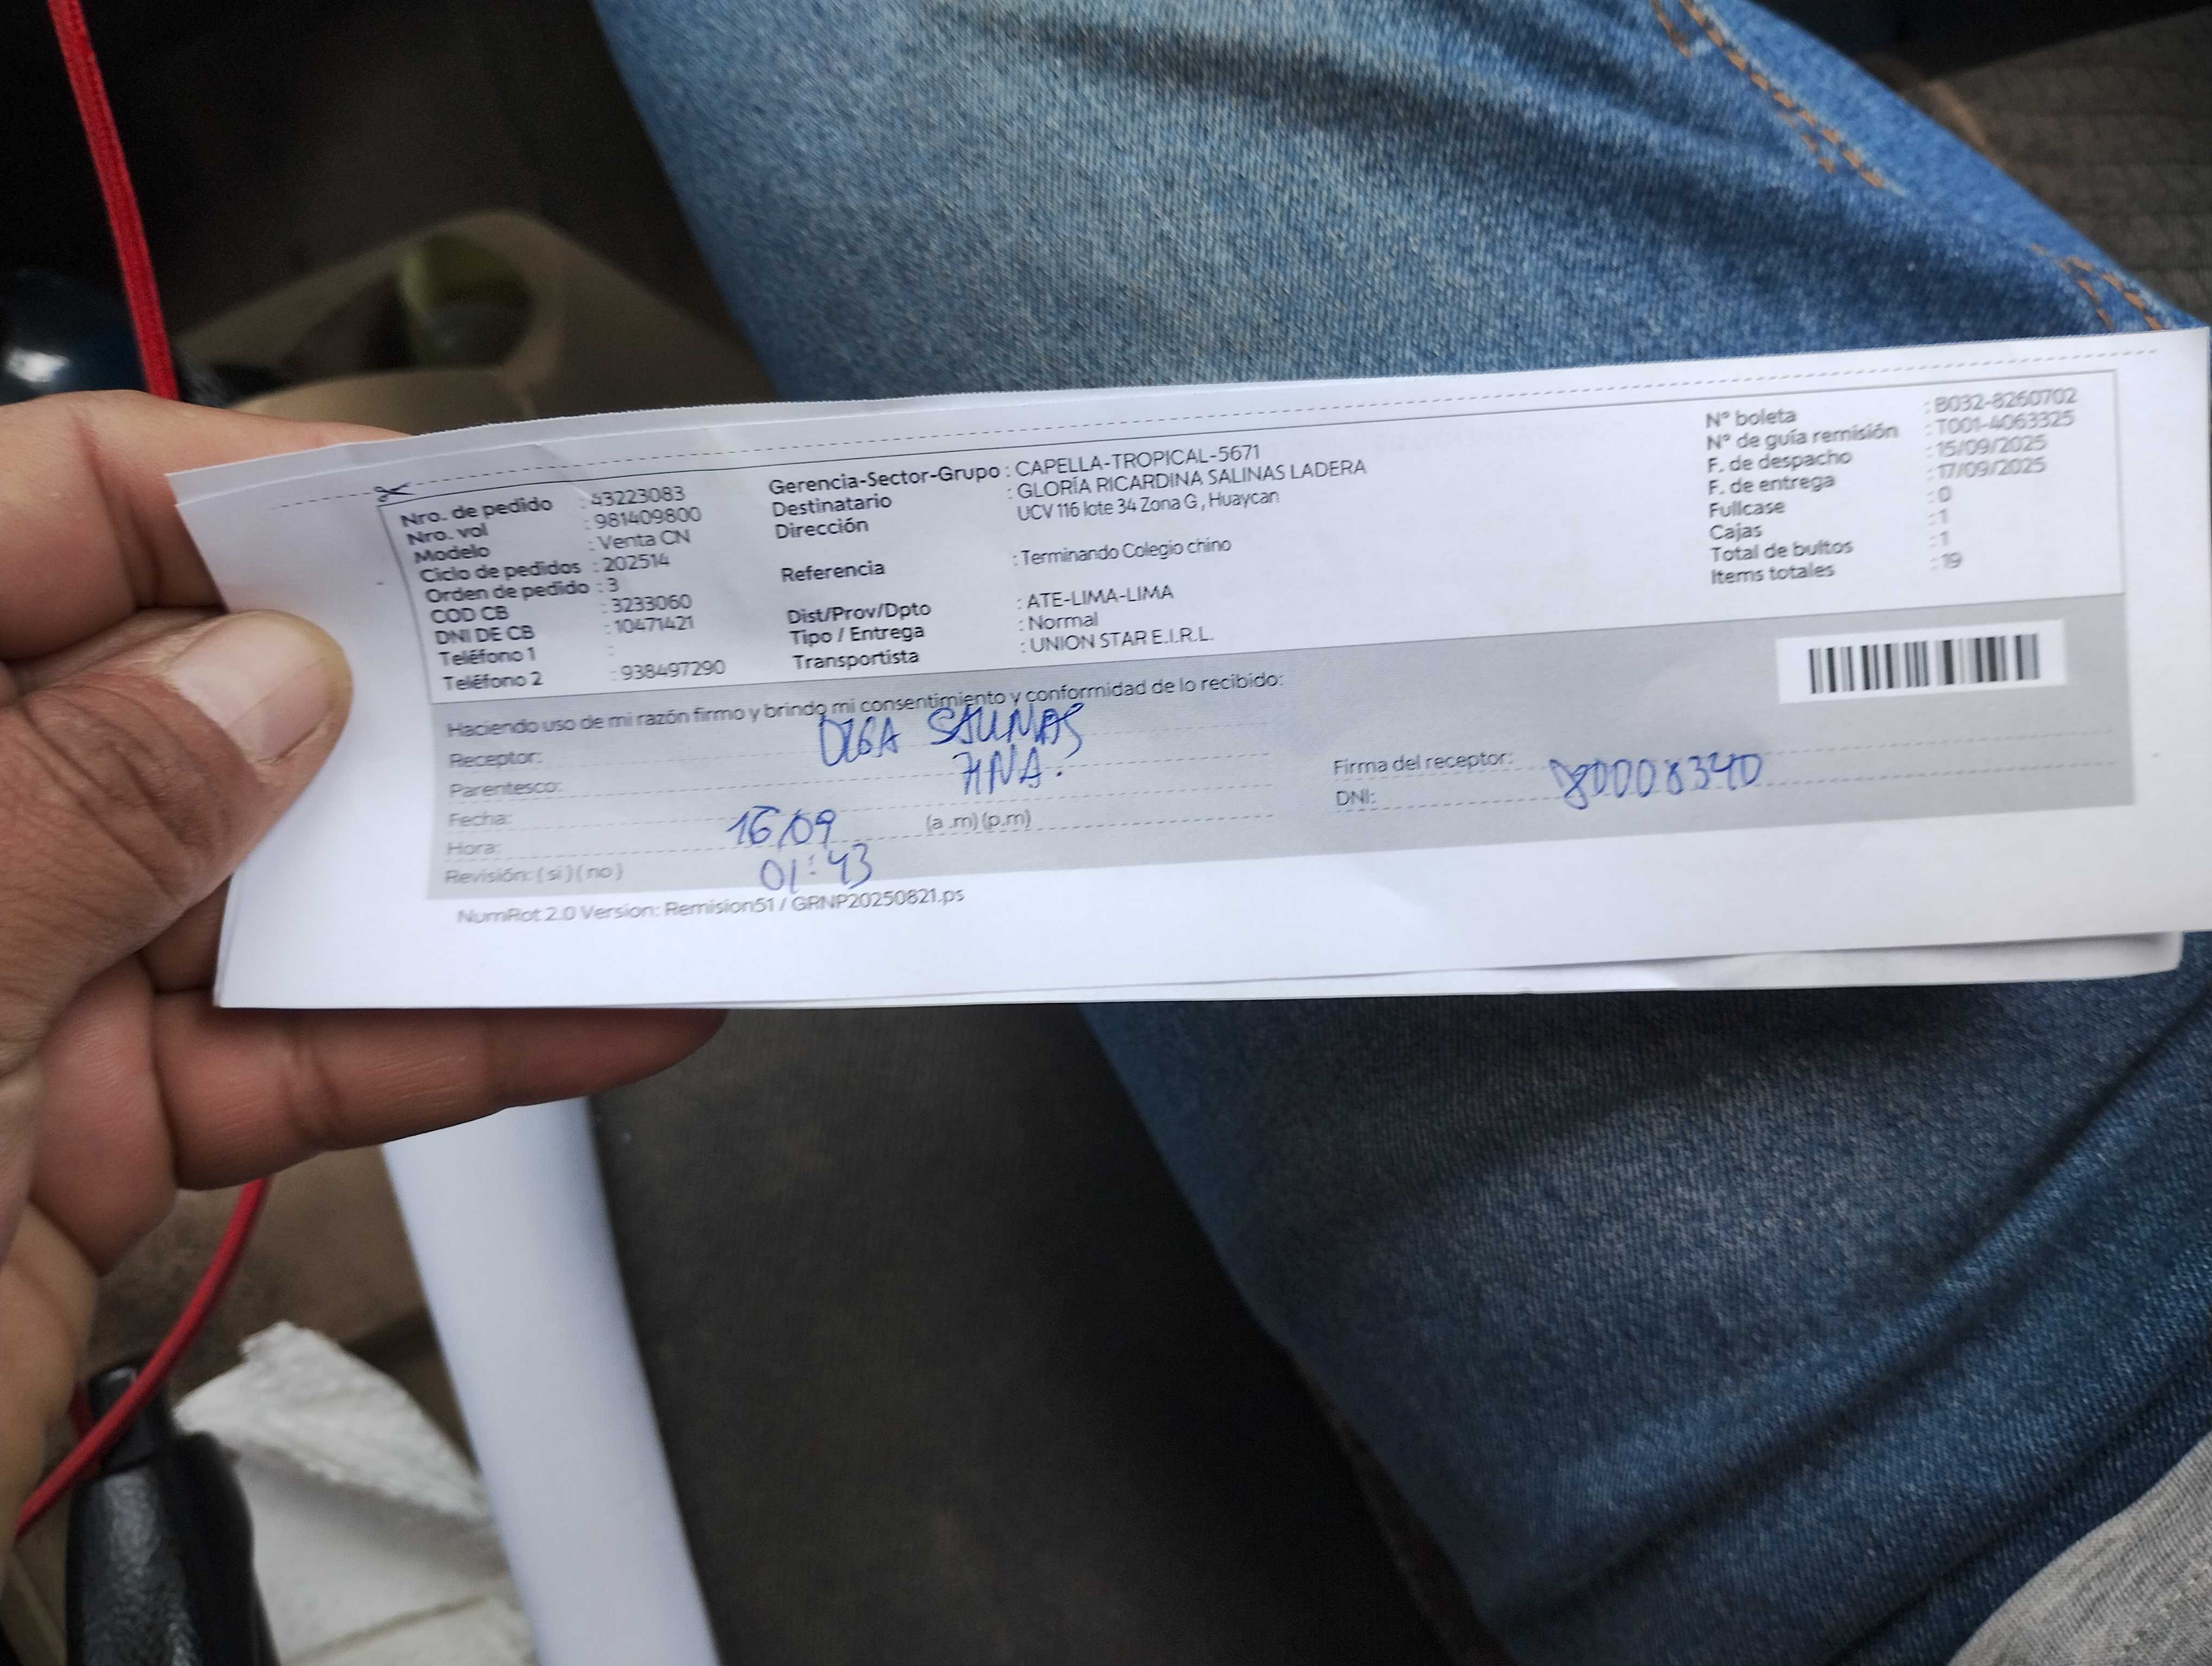 Nro. de pedido : 43223083
Nro. vol : 981409800
Modelo : Venta CN
Ciclo de pedidos : 202514
Orden de pedido : 3
COD CB : 3233060
DNI DE CB : 10471421
Teléfono 1 :
Teléfono 2 : 938497290
Gerencia-Sector-Grupo : CAPELLA-TROPICAL-5671
Destinatario : GLORIA RICARDINA SALINAS LADERA
Dirección UCV 116 lote 34 Zona G , Huaycan
Referencia : Terminando Colegio chino
Dist/Prov/Dpto : ATE-LIMA-LIMA
Tipo / Entrega : Normal
Transportista : UNION STAR E.I.R.L.
N° boleta : B032-8260702
N° de guía remisión : T001-4063325
F. de despacho : 15/09/2025
F. de entrega : 17/09/2025
Fullcase : 0
Cajas : 1
Total de bultos : 1
Items totales : 19
Haciendo uso de mi razón firmo y brindo mi consentimiento y conformidad de lo recibido:
Receptor: OLGA SALINAS
Parentesco: HNA.
Fecha: 16/09
Hora: 01:43 (a .m) (p.m)
Revisión: ( si ) ( no )
Firma del receptor:
DNI: 80008340
NumRot 2.0 Version: Remision51 / GRNP20250821.ps